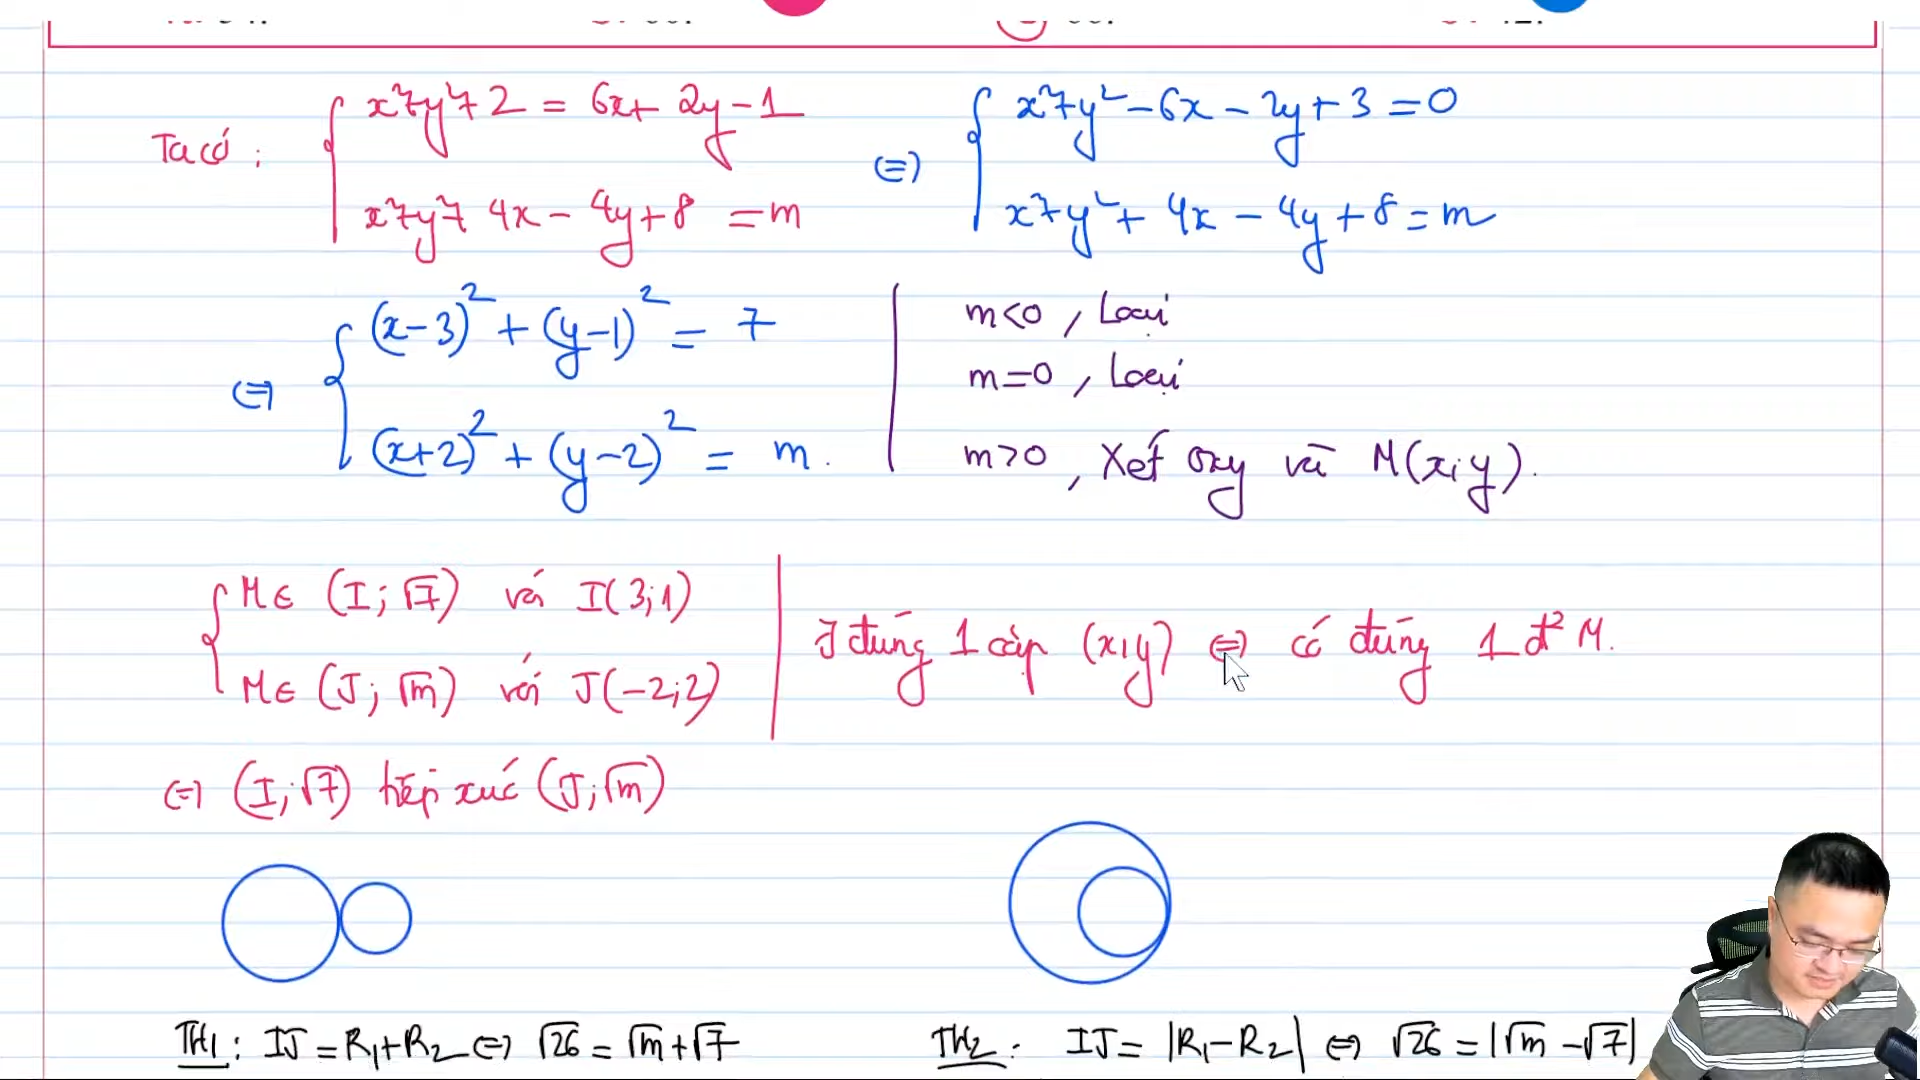 Ta có : { x²+y²+2 = 6x+ 2y-1
x²+y²+ 4x- 4y+8 = m
⇔ { x²+y²-6x-2y+3=0
x²+y²+ 4x-4y+8=m
⇔ { (x-3)² + (y-1)² = 7
(x+2)² + (y-2)² = m.
m<0, Loại
m=0, Loại
m>0, Xét oxy và M(x;y).
{ M∈ (I; √7) với I(3;1)
M∈ (J; √m) với J(-2;2)
∃ đúng 1 cặp (x;y) ⇔ có đúng 1 đ² M.
⇔ (I;√7) tiếp xúc (J;√m)
TH1: IJ=R₁+R₂ ⇔ √26 = √m+√7
TH2: IJ= |R₁-R₂| ⇔ √26 =|√m-√7|